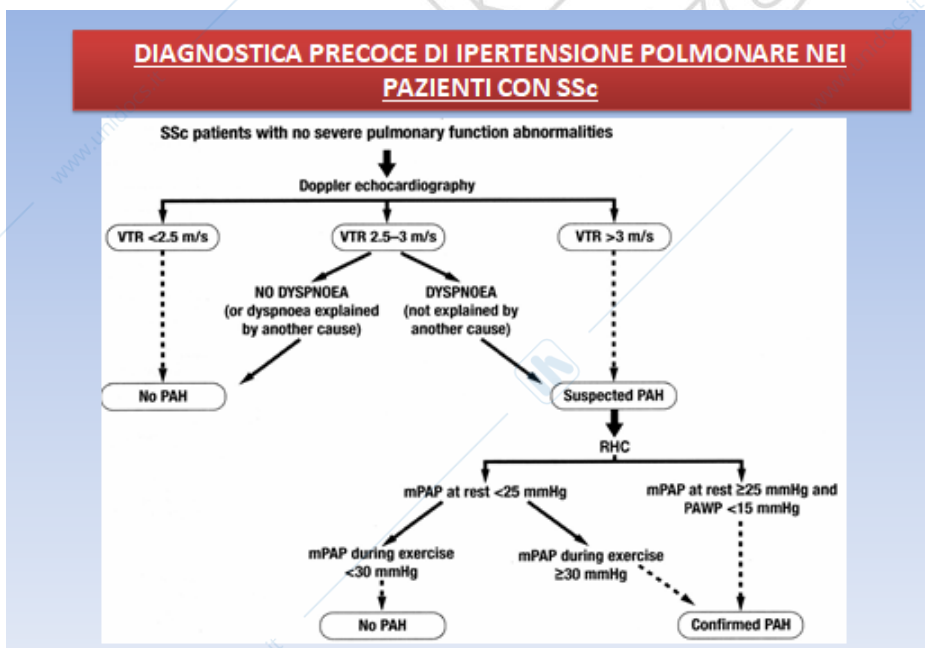 DIAGNOSTICA PRECOCE DI IPERTENSIONE POLMONARE NEI
PAZIENTI CON SSc
SSc patients with no severe pulmonary function abnormalities
Doppler echocardiography
VTR <2.5 m/s
VTR 2.5–3 m/s
VTR >3 m/s
NO DYSPNOEA
(or dyspnoea explained
by another cause)
DYSPNOEA
(not explained by
another cause)
No PAH
Suspected PAH
RHC
mPAP at rest <25 mmHg
mPAP at rest ≥25 mmHg and
PAWP <15 mmHg
mPAP during exercise
<30 mmHg
mPAP during exercise
≥30 mmHg
No PAH
Confirmed PAH